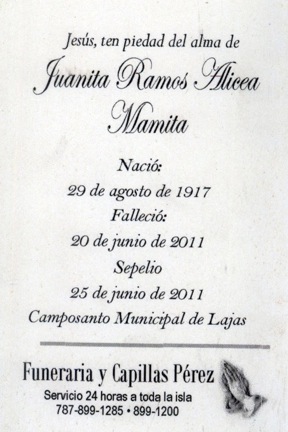 Jesús, ten piedad del alma de
Juanita Ramos Alicea
Mamita
Nació:
29 de agosto de 1917
Falleció:
20 de junio de 2011
Sepelio
25 de junio de 2011
Camposanto Municipal de Lajas
Funeraria y Capillas Pérez
Servicio 24 horas a toda la isla
787-899-1285 • 899-1200